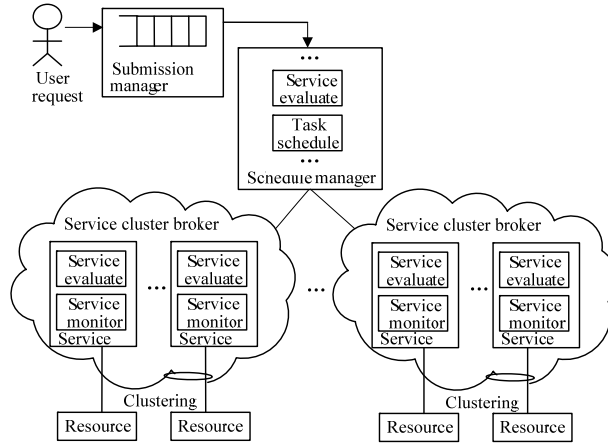 User
request
Submission
manager
...
Service
evaluate
Task
schedule
...
Schedule manager
Service cluster broker
Service
evaluate
Service
monitor
Service
...
Service
evaluate
Service
monitor
Service
...
Service cluster broker
Service
evaluate
Service
monitor
Service
...
Service
evaluate
Service
monitor
Service
Clustering
Resource
Resource
Clustering
Resource
Resource